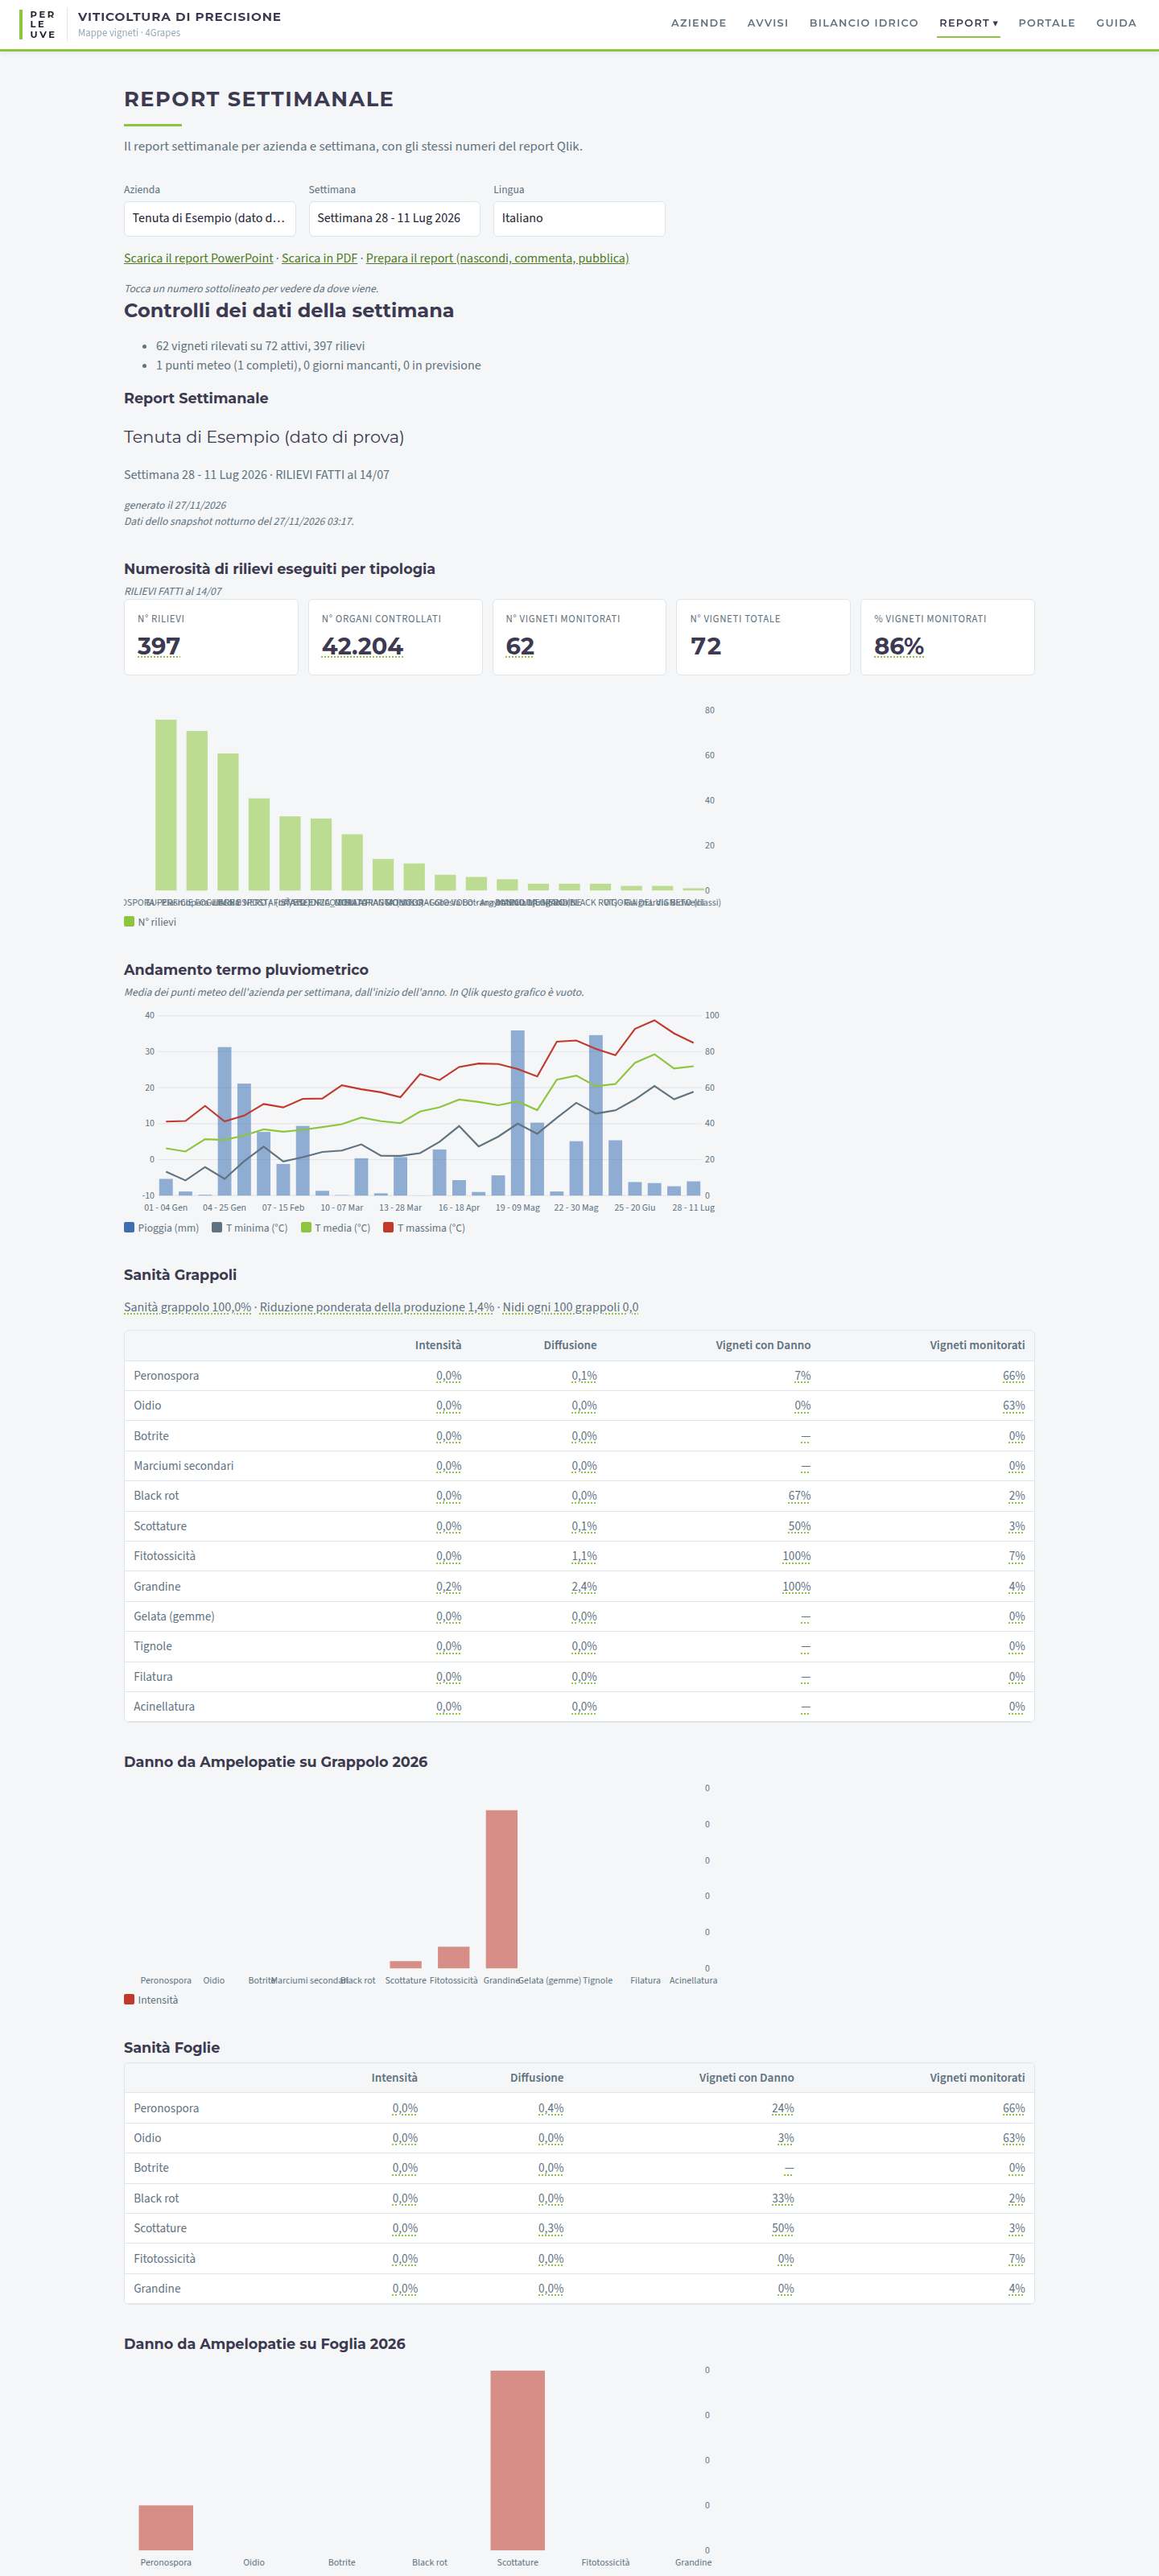 PER
LE
UVE
VITICOLTURA DI PRECISIONE
Mappe vigneti · 4Grapes
AZIENDE AVVISI BILANCIO IDRICO REPORT ▾ PORTALE GUIDA
REPORT SETTIMANALE
Il report settimanale per azienda e settimana, con gli stessi numeri del report Qlik.
Azienda Settimana Lingua
Tenuta di Esempio (dato d… Settimana 28 - 11 Lug 2026 Italiano
Scarica il report PowerPoint · Scarica in PDF · Prepara il report (nascondi, commenta, pubblica)
Tocca un numero sottolineato per vedere da dove viene.
Controlli dei dati della settimana
• 62 vigneti rilevati su 72 attivi, 397 rilievi
• 1 punti meteo (1 completi), 0 giorni mancanti, 0 in previsione
Report Settimanale
Tenuta di Esempio (dato di prova)
Settimana 28 - 11 Lug 2026 · RILIEVI FATTI al 14/07
generato il 27/11/2026
Dati dello snapshot notturno del 27/11/2026 03:17.
Numerosità di rilievi eseguiti per tipologia
RILIEVI FATTI al 14/07
N° RILIEVI N° ORGANI CONTROLLATI N° VIGNETI MONITORATI N° VIGNETI TOTALE % VIGNETI MONITORATI
397 42.204 62 72 86%
80
60
40
20
0
N° rilievi
Andamento termo pluviometrico
Media dei punti meteo dell'azienda per settimana, dall'inizio dell'anno. In Qlik questo grafico è vuoto.
40 100
30 80
20 60
10 40
0 20
-10 0
01 - 04 Gen 04 - 25 Gen 07 - 15 Feb 10 - 07 Mar 13 - 28 Mar 16 - 18 Apr 19 - 09 Mag 22 - 30 Mag 25 - 20 Giu 28 - 11 Lug
Pioggia (mm) T minima (°C) T media (°C) T massima (°C)
Sanità Grappoli
Sanità grappolo 100,0% · Riduzione ponderata della produzione 1,4% · Nidi ogni 100 grappoli 0,0
Intensità Diffusione Vigneti con Danno Vigneti monitorati
Peronospora 0,0% 0,1% 7% 66%
Oidio 0,0% 0,0% 0% 63%
Botrite 0,0% 0,0% — 0%
Marciumi secondari 0,0% 0,0% — 0%
Black rot 0,0% 0,0% 67% 2%
Scottature 0,0% 0,1% 50% 3%
Fitotossicità 0,0% 1,1% 100% 7%
Grandine 0,2% 2,4% 100% 4%
Gelata (gemme) 0,0% 0,0% — 0%
Tignole 0,0% 0,0% — 0%
Filatura 0,0% 0,0% — 0%
Acinellatura 0,0% 0,0% — 0%
Danno da Ampelopatie su Grappolo 2026
0
0
0
0
0
0
Peronospora Oidio Botrite Marciumi secondari Black rot Scottature Fitotossicità Grandine Gelata (gemme) Tignole Filatura Acinellatura
Intensità
Sanità Foglie
Intensità Diffusione Vigneti con Danno Vigneti monitorati
Peronospora 0,0% 0,4% 24% 66%
Oidio 0,0% 0,0% 3% 63%
Botrite 0,0% 0,0% — 0%
Black rot 0,0% 0,0% 33% 2%
Scottature 0,0% 0,3% 50% 3%
Fitotossicità 0,0% 0,0% 0% 7%
Grandine 0,0% 0,0% 0% 4%
Danno da Ampelopatie su Foglia 2026
0
0
0
0
0
Peronospora Oidio Botrite Black rot Scottature Fitotossicità Grandine